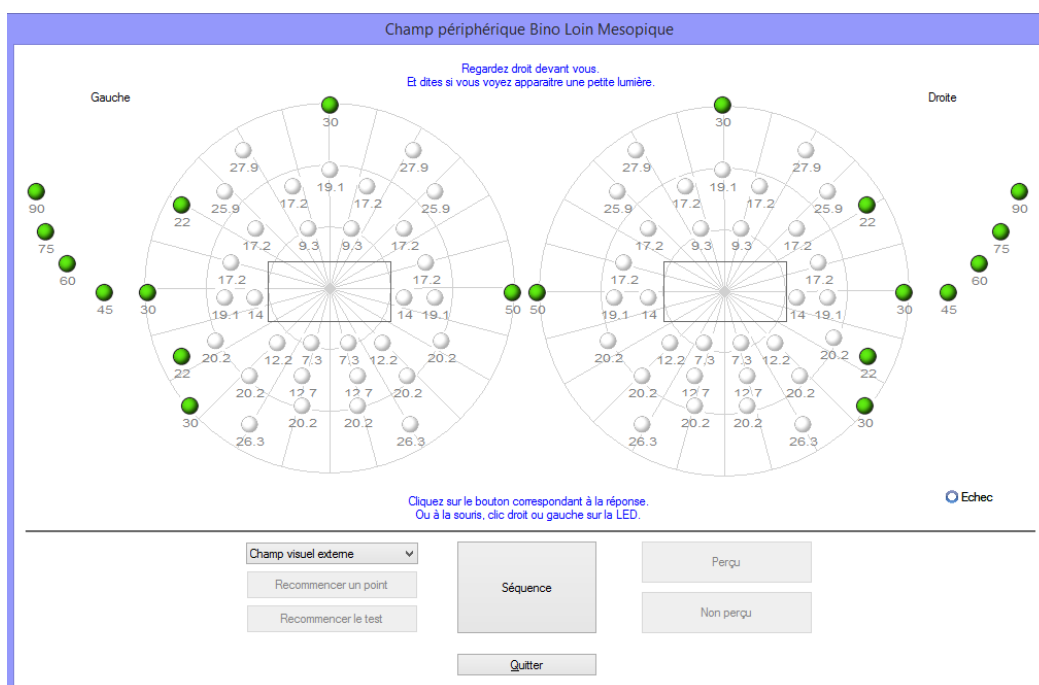 Champ périphérique Bino Loin Mesopique
Regardez droit devant vous.
Et dites si vous voyez apparaitre une petite lumière.
Gauche
Droite
30
30
27.9 27.9 27.9 27.9
19.1 19.1
17.2 17.2 17.2 17.2
25.9 25.9 25.9 25.9
90 90
22 22
75 17.2 9.3 9.3 17.2 17.2 9.3 9.3 17.2 75
60 17.2 17.2 17.2 17.2 60
45 30 19.1 14 14 19.1 50 50 19.1 14 14 19.1 30 45
22 20.2 12.2 7.3 7.3 12.2 20.2 20.2 12.2 7.3 7.3 12.2 20.2 22
20.2 12.7 12.7 20.2 20.2 12.7 12.7 20.2
30 20.2 20.2 20.2 20.2 30
26.3 26.3 26.3 26.3
Echec
Cliquez sur le bouton correspondant à la réponse.
Ou à la souris, clic droit ou gauche sur la LED.
Champ visuel externe
Recommencer un point
Recommencer le test
Séquence
Perçu
Non perçu
Quitter